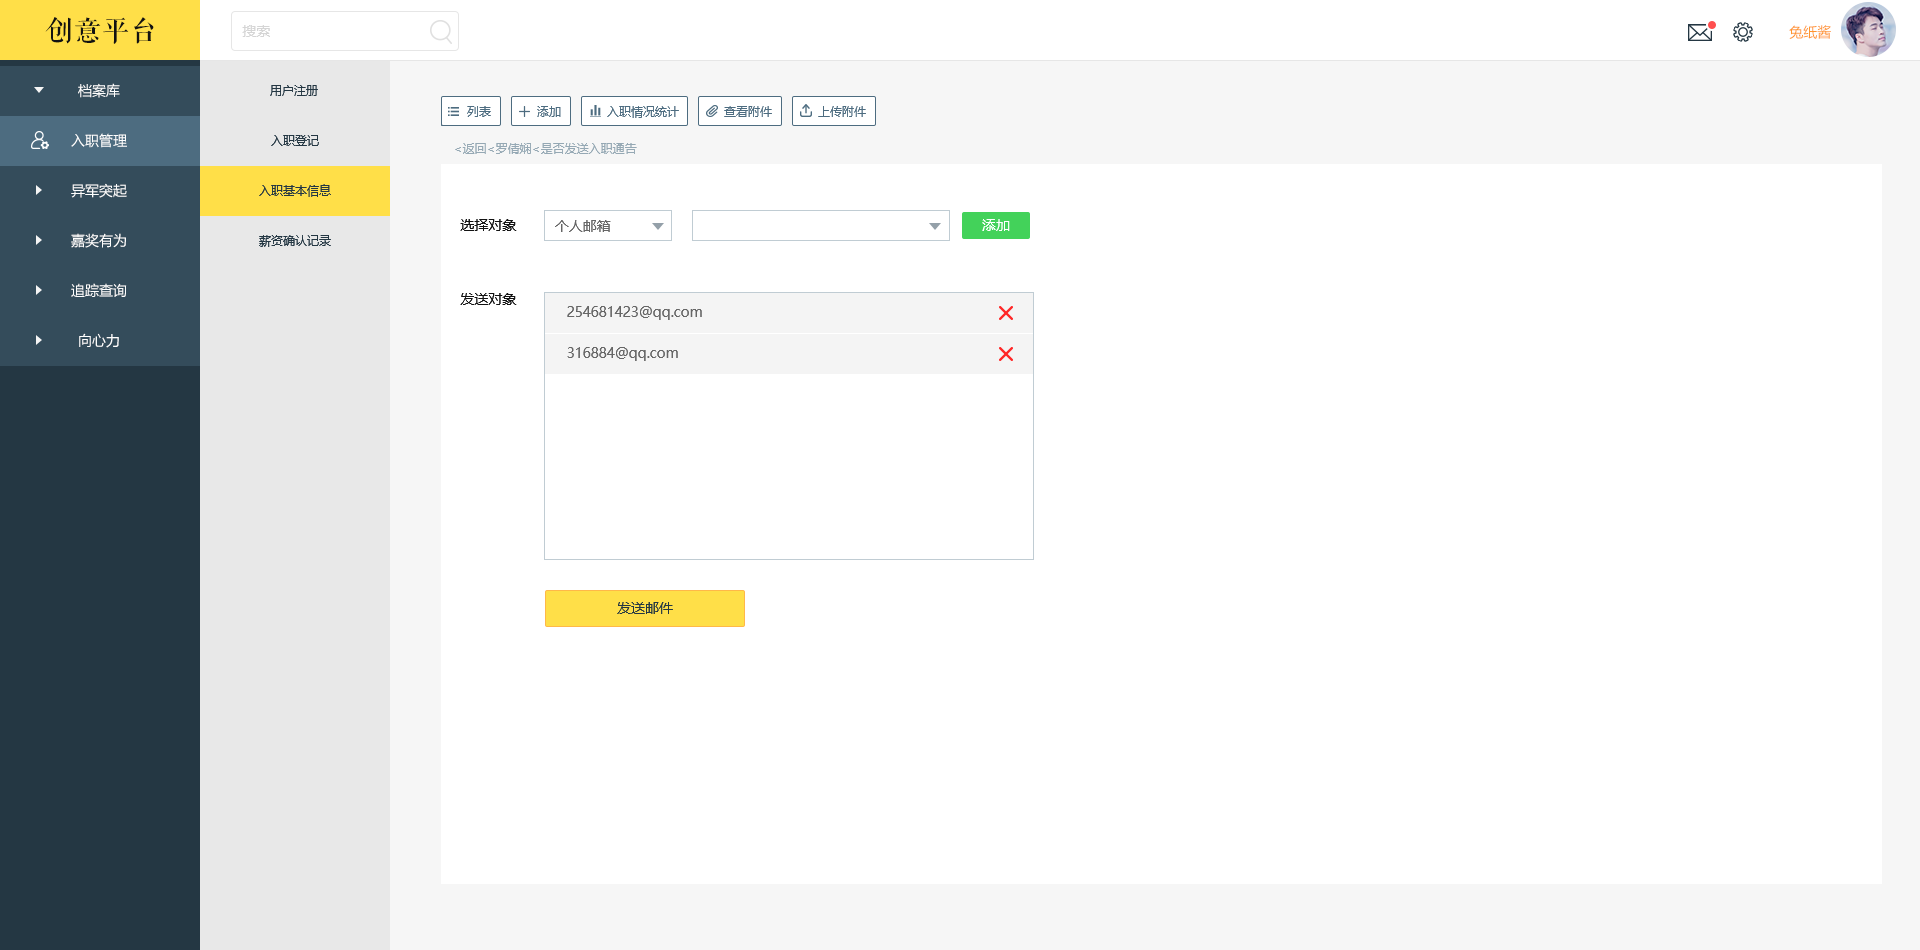 创意平台
搜索
兔纸酱
档案库
入职管理
异军突起
嘉奖有为
追踪查询
向心力
用户注册
入职登记
入职基本信息
薪资确认记录
列表
添加
入职情况统计
查看附件
上传附件
<返回<罗倩娴<是否发送入职通告
选择对象
个人邮箱
添加
发送对象
254681423@qq.com
316884@qq.com
发送邮件